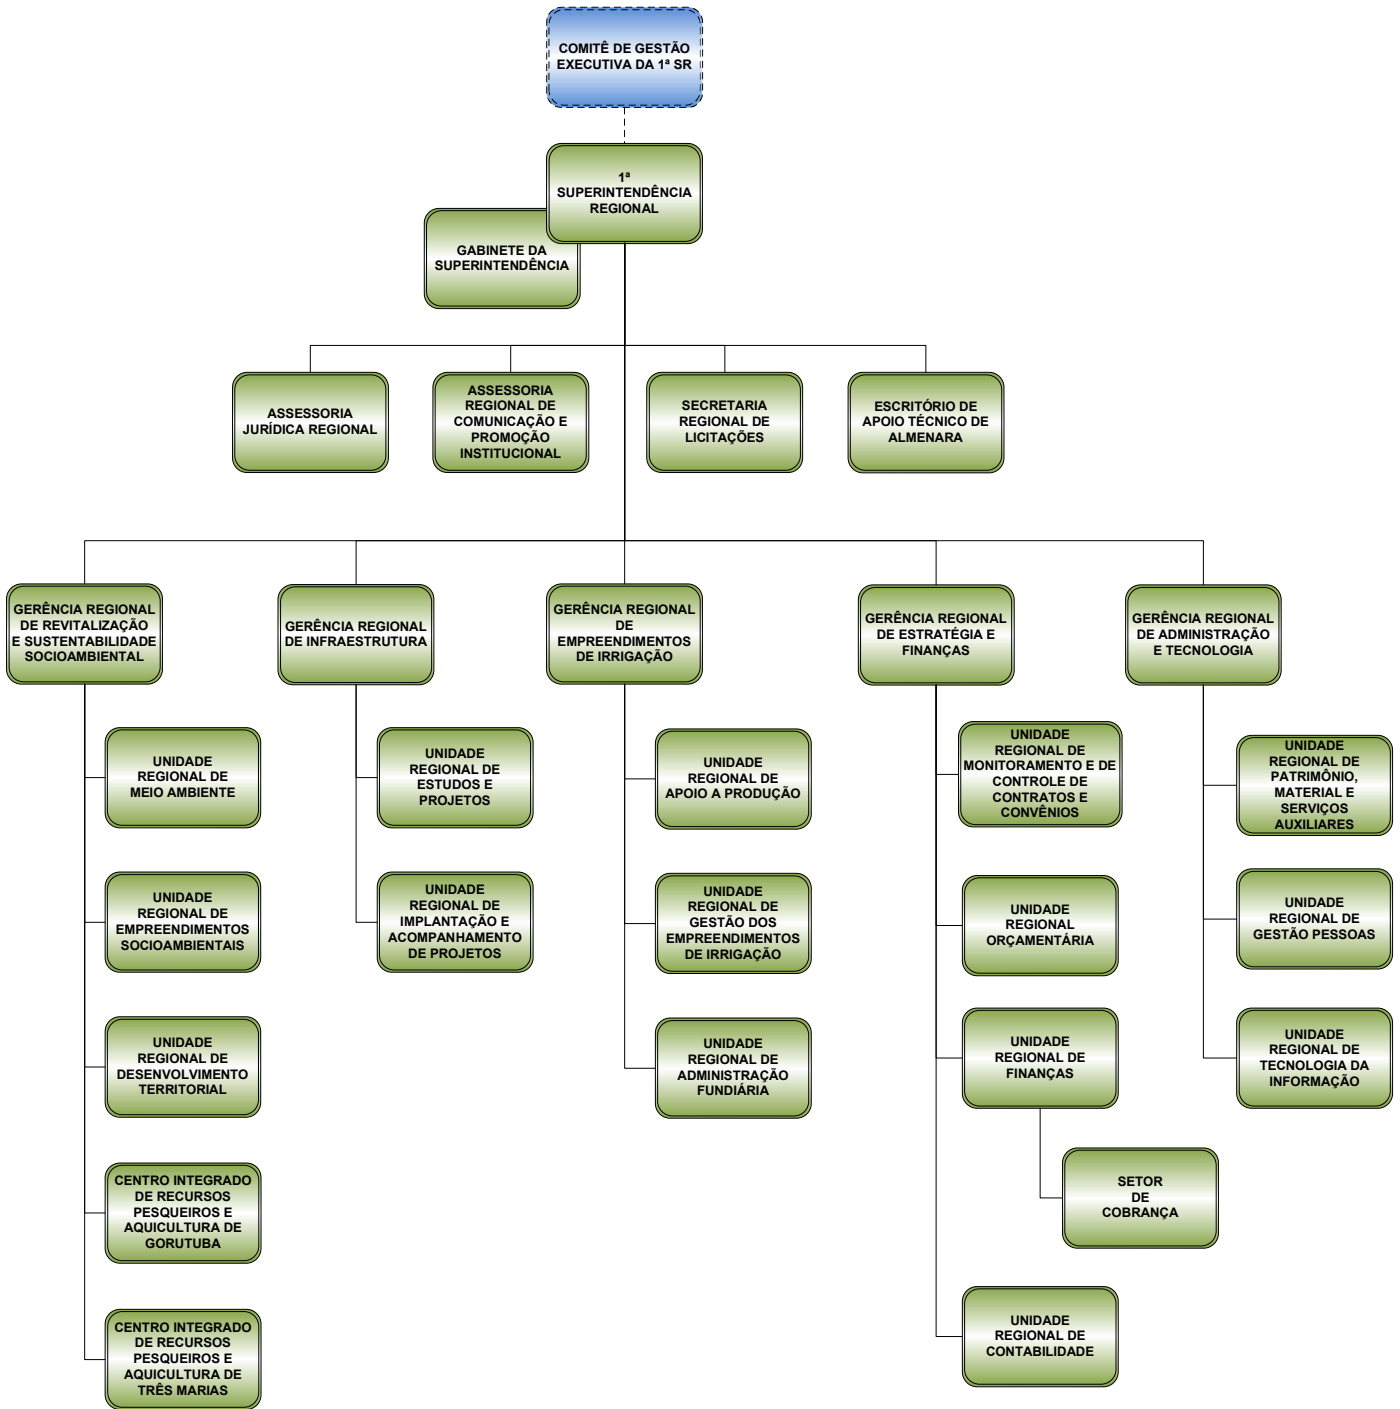 COMITÊ DE GESTÃO
EXECUTIVA DA 1ª SR
1ª
SUPERINTENDÊNCIA
REGIONAL
GABINETE DA
SUPERINTENDÊNCIA
ASSESSORIA
JURÍDICA REGIONAL
ASSESSORIA
REGIONAL DE
COMUNICAÇÃO E
PROMOÇÃO
INSTITUCIONAL
SECRETARIA
REGIONAL DE
LICITAÇÕES
ESCRITÓRIO DE
APOIO TÉCNICO DE
ALMENARA
GERÊNCIA REGIONAL
DE REVITALIZAÇÃO
E SUSTENTABILIDADE
SOCIOAMBIENTAL
UNIDADE
REGIONAL DE
MEIO AMBIENTE
UNIDADE
REGIONAL DE
EMPREENDIMENTOS
SOCIOAMBIENTAIS
UNIDADE
REGIONAL DE
DESENVOLVIMENTO
TERRITORIAL
CENTRO INTEGRADO
DE RECURSOS
PESQUEIROS E
AQUICULTURA DE
GORUTUBA
CENTRO INTEGRADO
DE RECURSOS
PESQUEIROS E
AQUICULTURA DE
TRÊS MARIAS
GERÊNCIA REGIONAL
DE INFRAESTRUTURA
UNIDADE
REGIONAL DE
ESTUDOS E
PROJETOS
UNIDADE
REGIONAL DE
IMPLANTAÇÃO E
ACOMPANHAMENTO
DE PROJETOS
GERÊNCIA REGIONAL
DE
EMPREENDIMENTOS
DE IRRIGAÇÃO
UNIDADE
REGIONAL DE
APOIO A PRODUÇÃO
UNIDADE
REGIONAL DE
GESTÃO DOS
EMPREENDIMENTOS
DE IRRIGAÇÃO
UNIDADE
REGIONAL DE
ADMINISTRAÇÃO
FUNDIÁRIA
GERÊNCIA REGIONAL
DE ESTRATÉGIA E
FINANÇAS
UNIDADE
REGIONAL DE
MONITORAMENTO E DE
CONTROLE DE
CONTRATOS E
CONVÊNIOS
UNIDADE
REGIONAL
ORÇAMENTÁRIA
UNIDADE
REGIONAL DE
FINANÇAS
SETOR
DE
COBRANÇA
UNIDADE
REGIONAL DE
CONTABILIDADE
GERÊNCIA REGIONAL
DE ADMINISTRAÇÃO
E TECNOLOGIA
UNIDADE
REGIONAL DE
PATRIMÔNIO,
MATERIAL E
SERVIÇOS
AUXILIARES
UNIDADE
REGIONAL DE
GESTÃO PESSOAS
UNIDADE
REGIONAL DE
TECNOLOGIA DA
INFORMAÇÃO